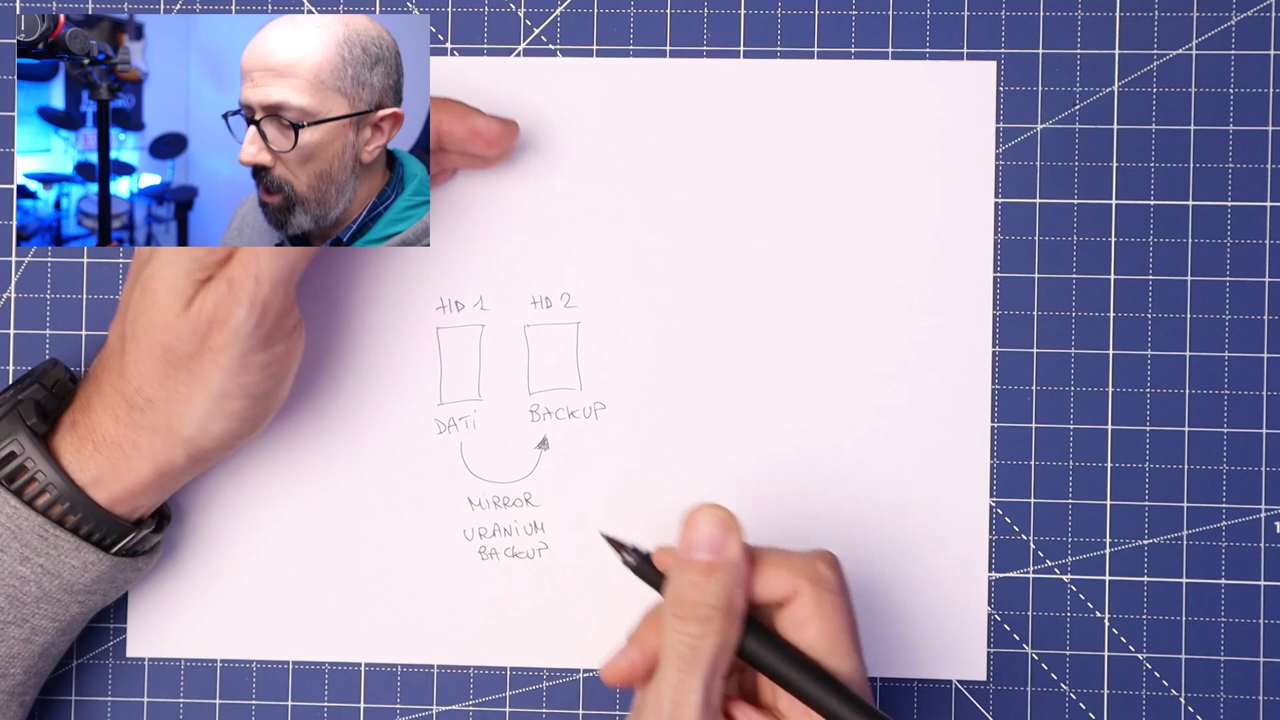 HD 1
HD 2
DATi
BACKUP
MiRROR
URANiUM
BACKUP